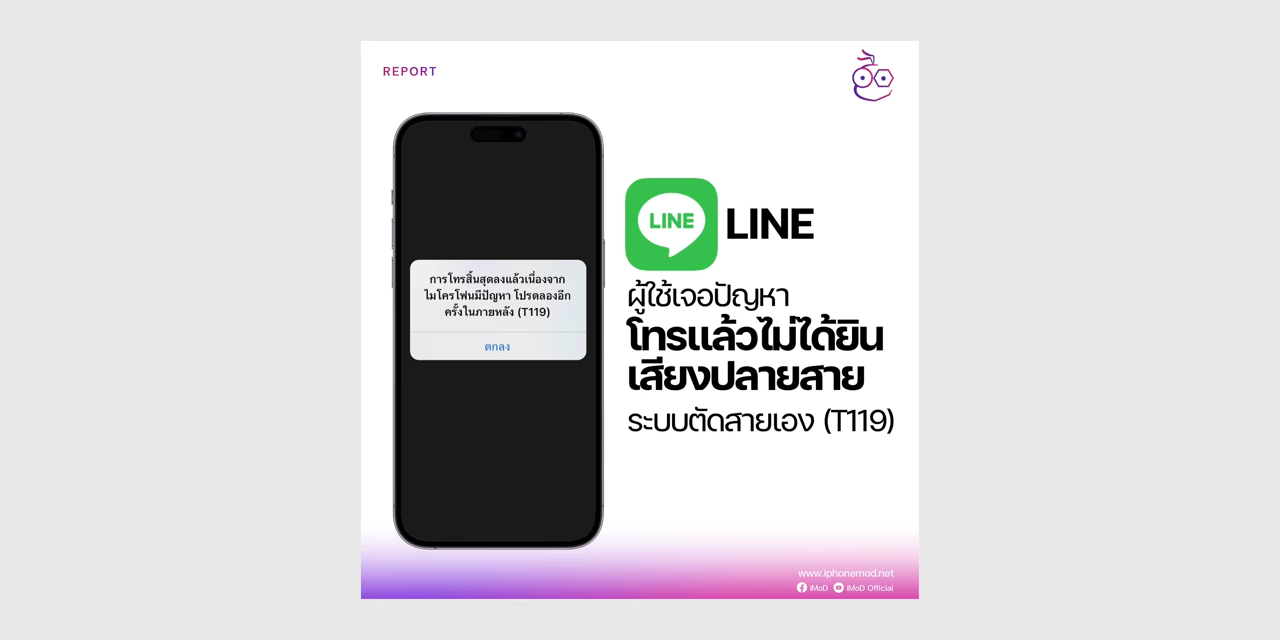 REPORT
การโทรสิ้นสุดลงแล้วเนื่องจาก
ไมโครโฟนมีปัญหา โปรดลองอีก
ครั้งในภายหลัง (T119)
ตกลง
LINE
LINE
ผู้ใช้เจอปัญหา
โทรแล้วไม่ได้ยิน
เสียงปลายสาย
ระบบตัดสายเอง (T119)
www.iphonemod.net
iMoD iMoD Official